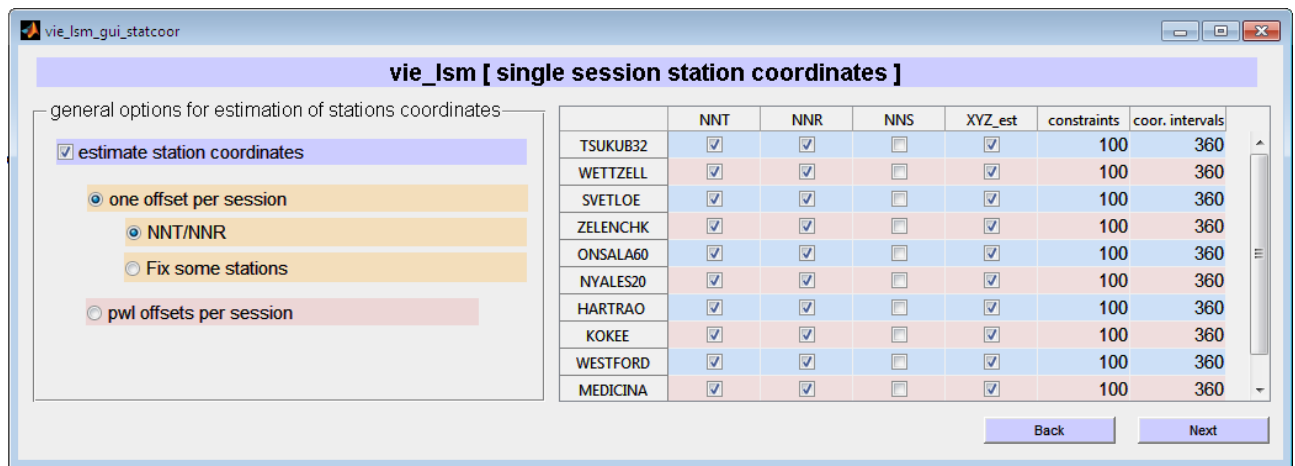 vie_lsm_gui_statcoor
vie_lsm [ single session station coordinates ]
general options for estimation of stations coordinates
estimate station coordinates
one offset per session
NNT/NNR
Fix some stations
pwl offsets per session
NNT NNR NNS XYZ_est constraints coor. intervals
TSUKUB32 100 360
WETTZELL 100 360
SVETLOE 100 360
ZELENCHK 100 360
ONSALA60 100 360
NYALES20 100 360
HARTRAO 100 360
KOKEE 100 360
WESTFORD 100 360
MEDICINA 100 360
Back Next